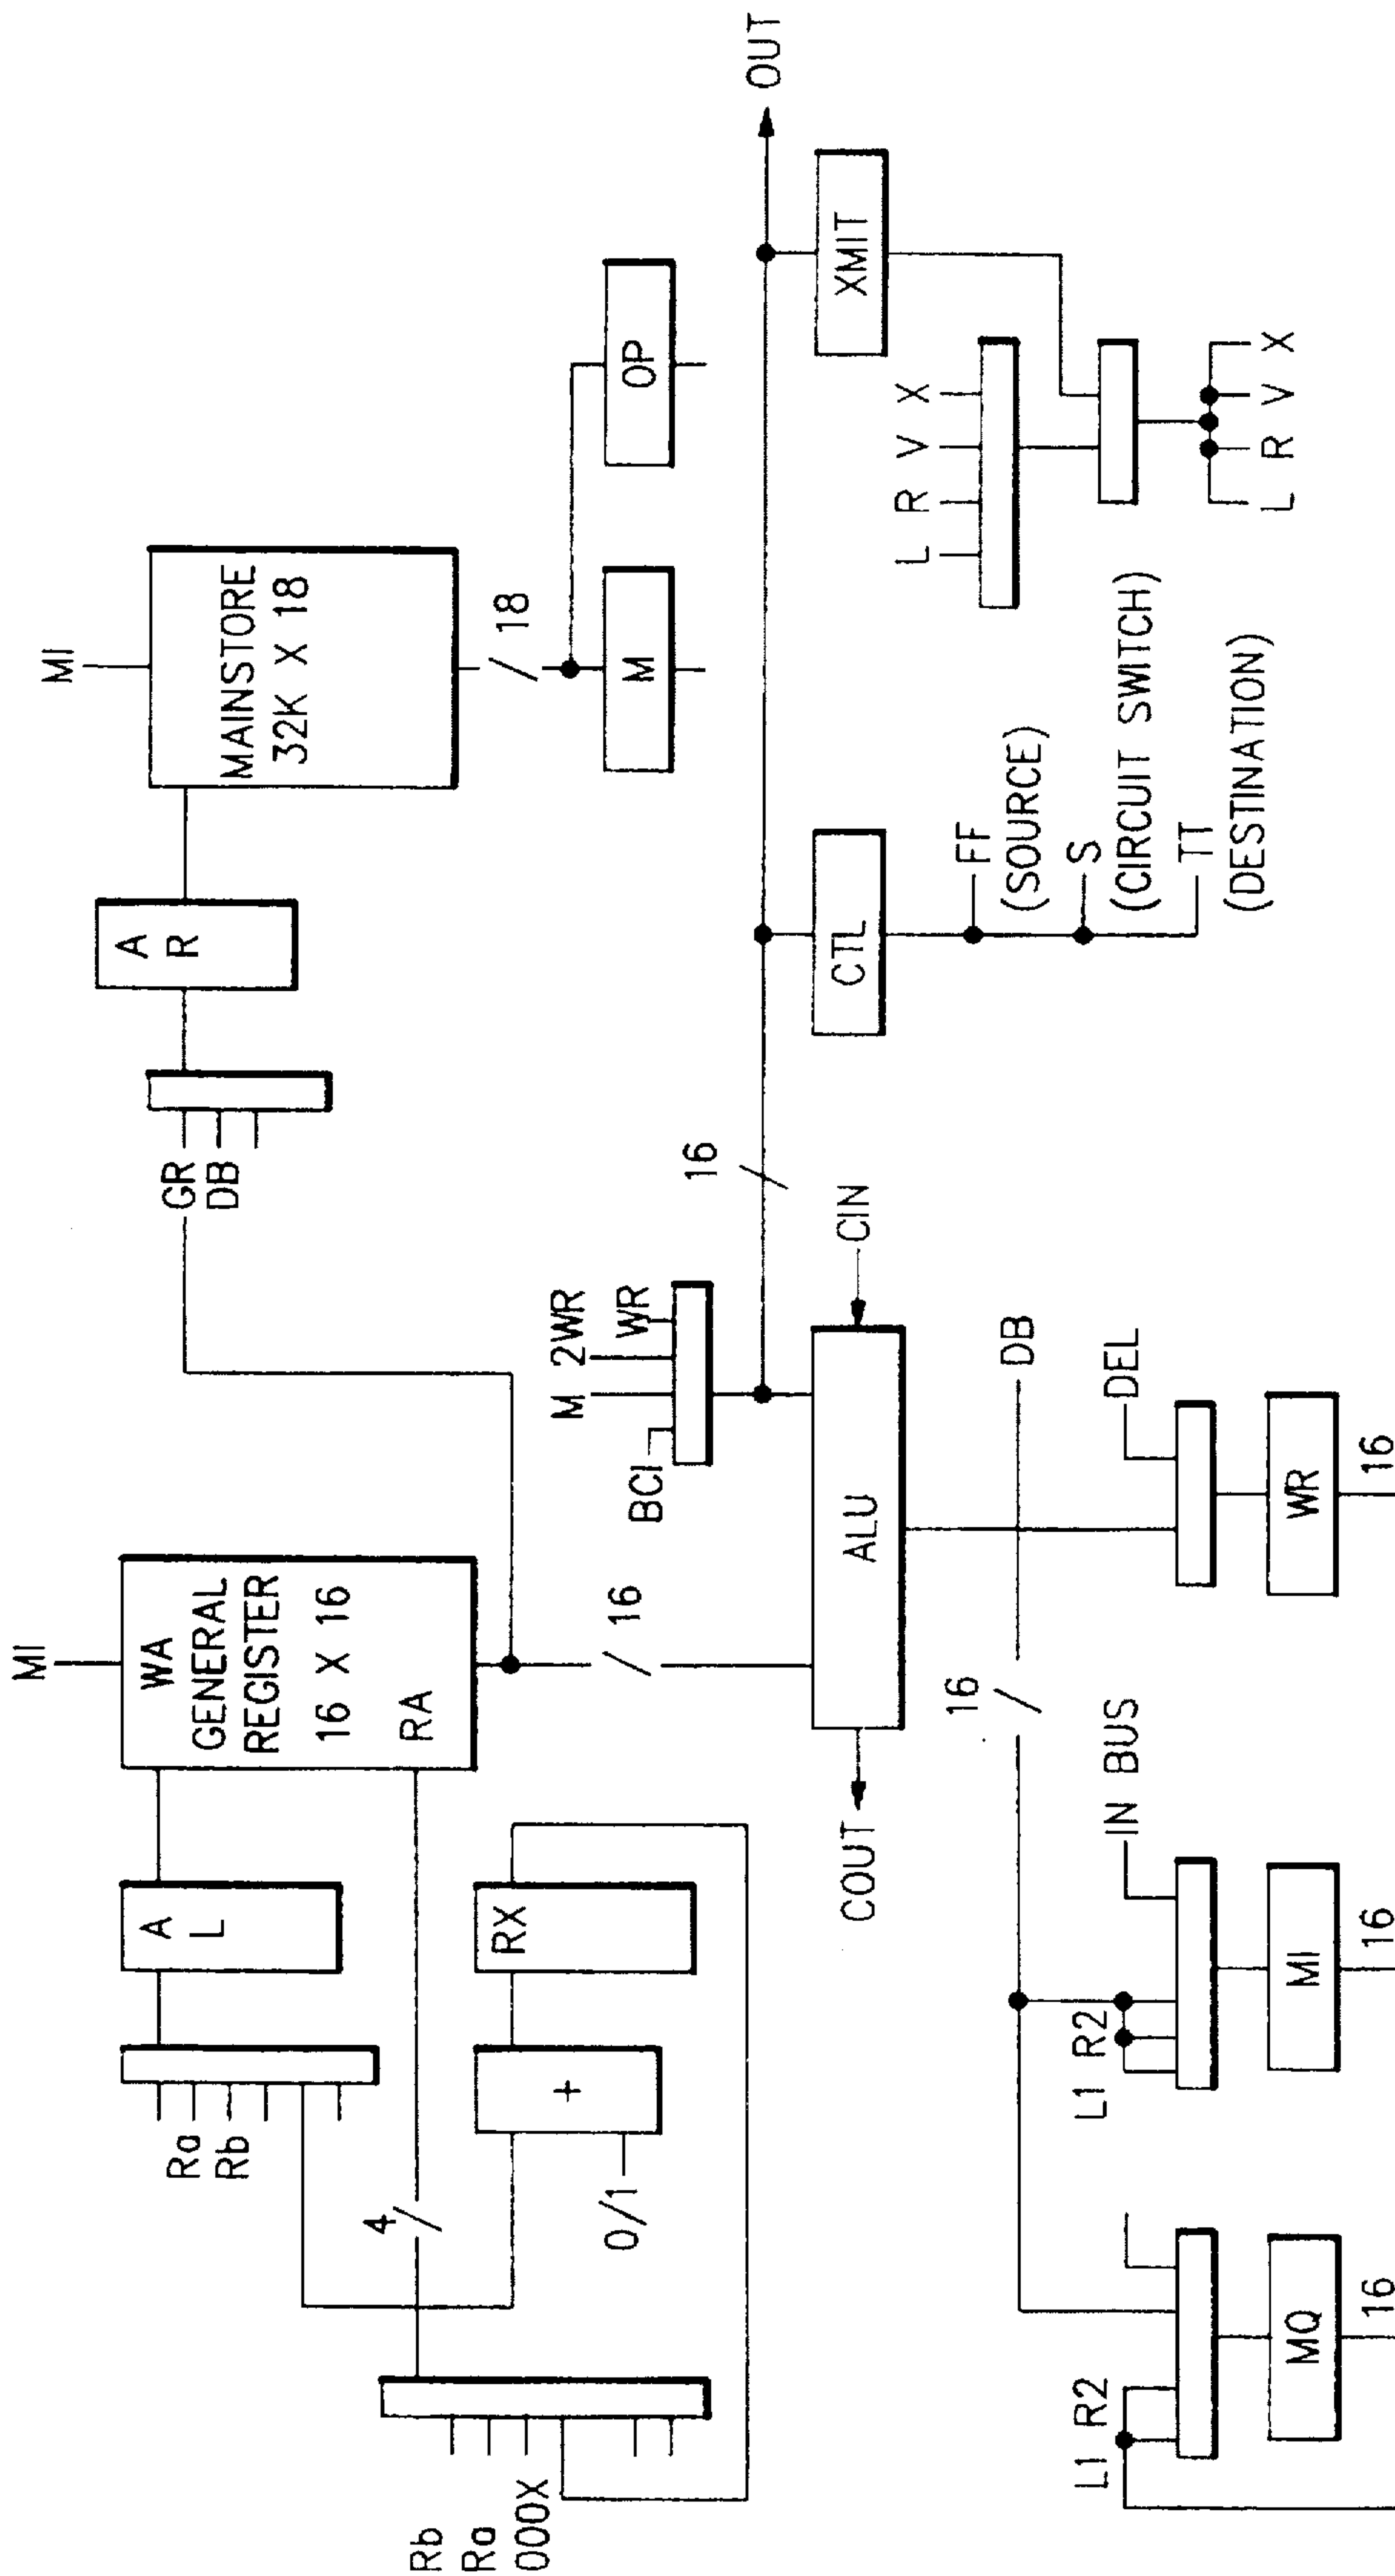 MI
MI
WA
GENERAL
REGISTER
16 X 16
RA
A
L
Ra
Rb
4
RX
+
0/1
Rb
Ra
000X
GR
DB
A
R
MAINSTORE
32K X 18
18
M
OP
16
BCI
M
2WR
WR
16
CIN
ALU
COUT
OUT
XMIT
L R V X
L R V X
CTL
FF
(SOURCE)
S
(CIRCUIT SWITCH)
TT
(DESTINATION)
DB
16
L1 R2
MQ
16
L1 R2
IN BUS
MI
16
DEL
WR
16